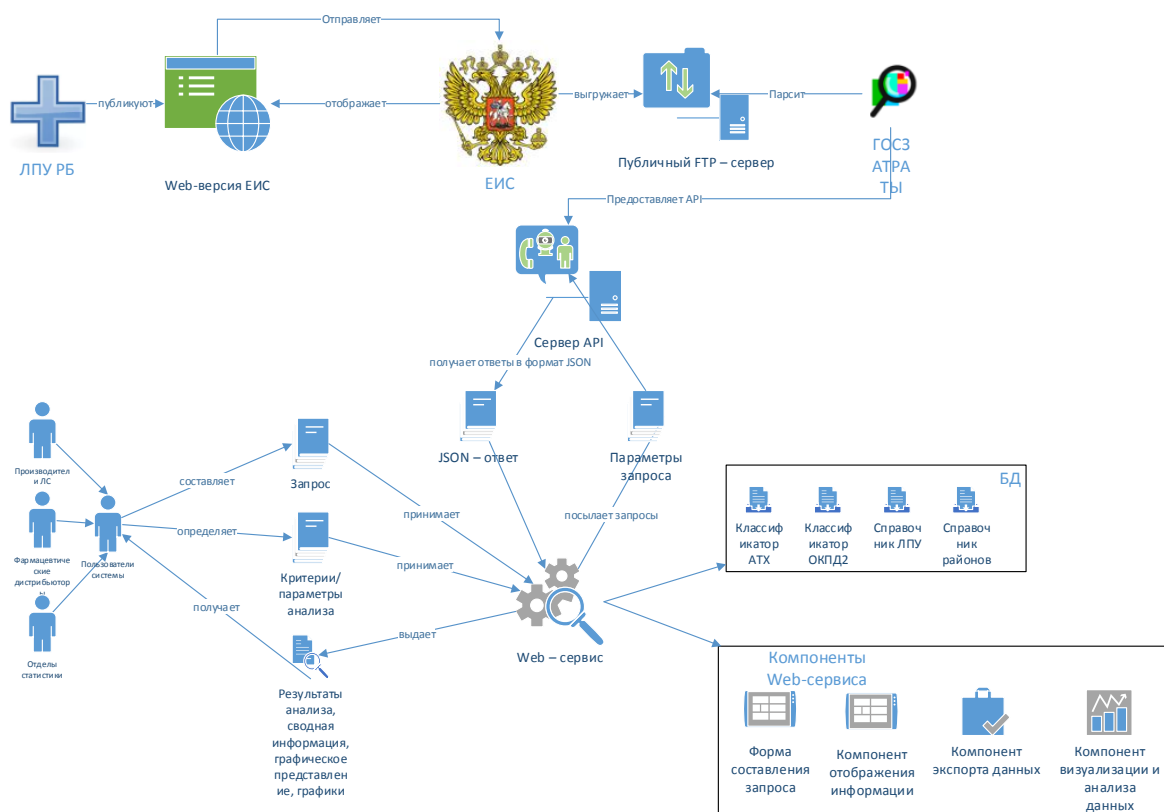 Отправляет
публикуют
отображает
выгружает
Парсит
ЛПУ РБ
Web-версия ЕИС
ЕИС
Публичный FTP – сервер
ГОСЗ
АТРА
ТЫ
Предоставляет API
Сервер API
получает ответы в формат JSON
JSON – ответ
Параметры
запроса
Производител
и ЛС
Фармацевтиче
ские
дистрибьютор
ы
Отделы
статистики
Пользователи
системы
составляет
определяет
получает
Запрос
Критерии/
параметры
анализа
принимает
принимает
посылает запросы
выдает
Web – сервис
Результаты
анализа,
сводная
информация,
графическое
представлен
ие, графики
БД
Классиф
икатор
АТХ
Классиф
икатор
ОКПД2
Справоч
ник ЛПУ
Справоч
ник
районов
Компоненты
Web-сервиса
Форма
составления
запроса
Компонент
отображения
информации
Компонент
экспорта данных
Компонент
визуализации и
анализа
данных